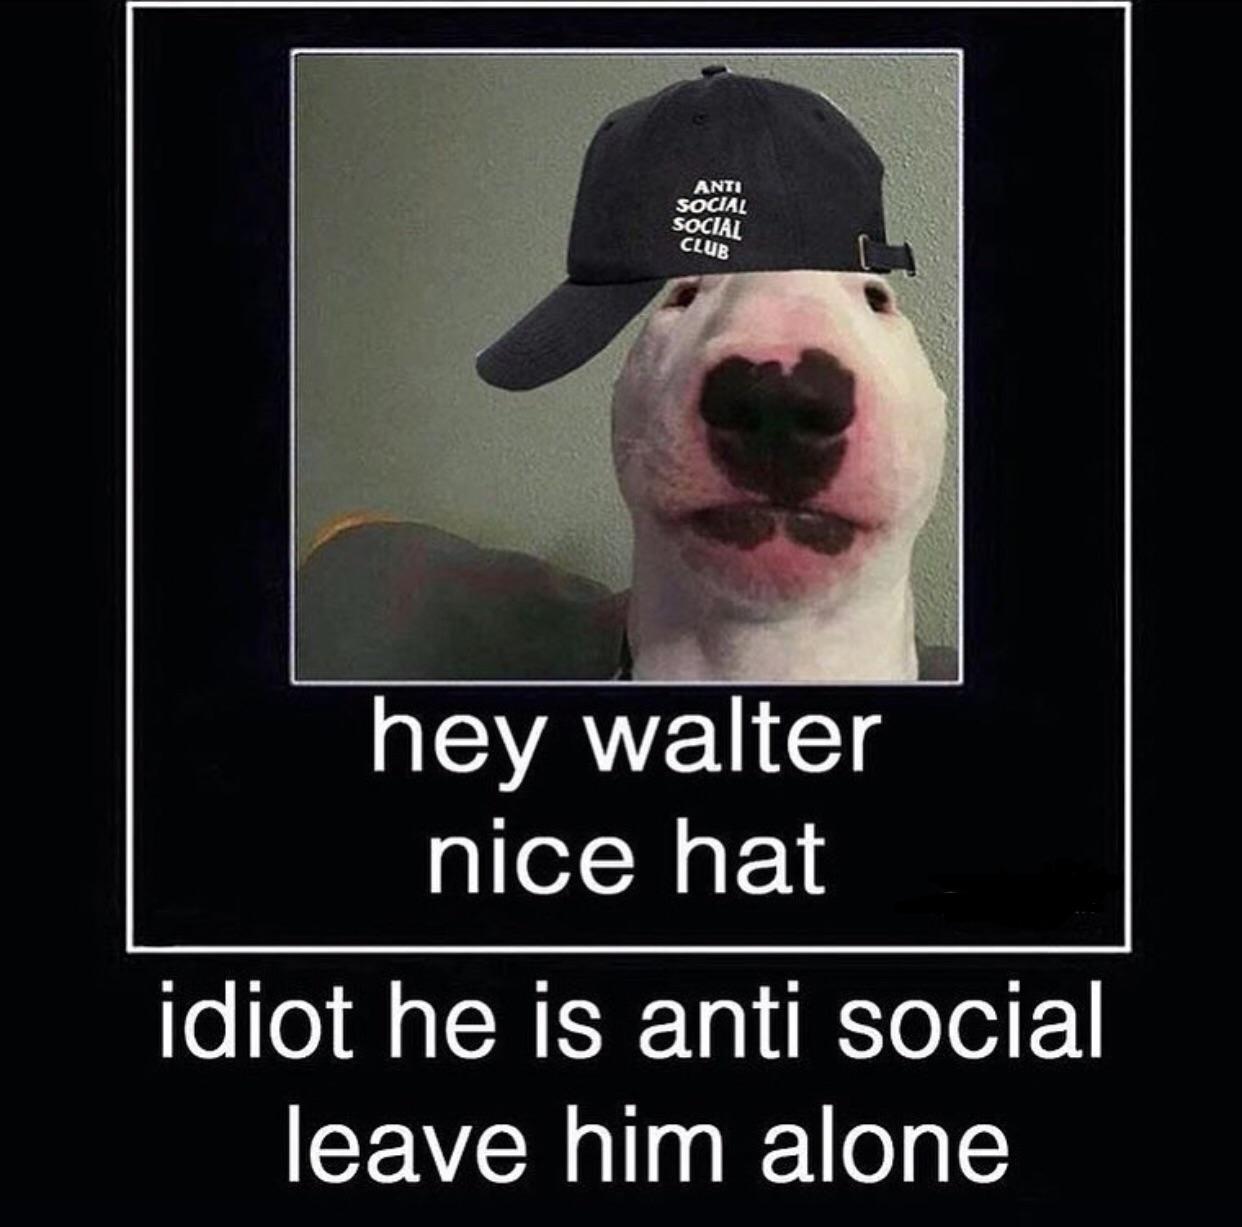 ANTI
SOCIAL
SOCIAL
CLUB
hey walter
nice hat
idiot he is anti social
leave him alone